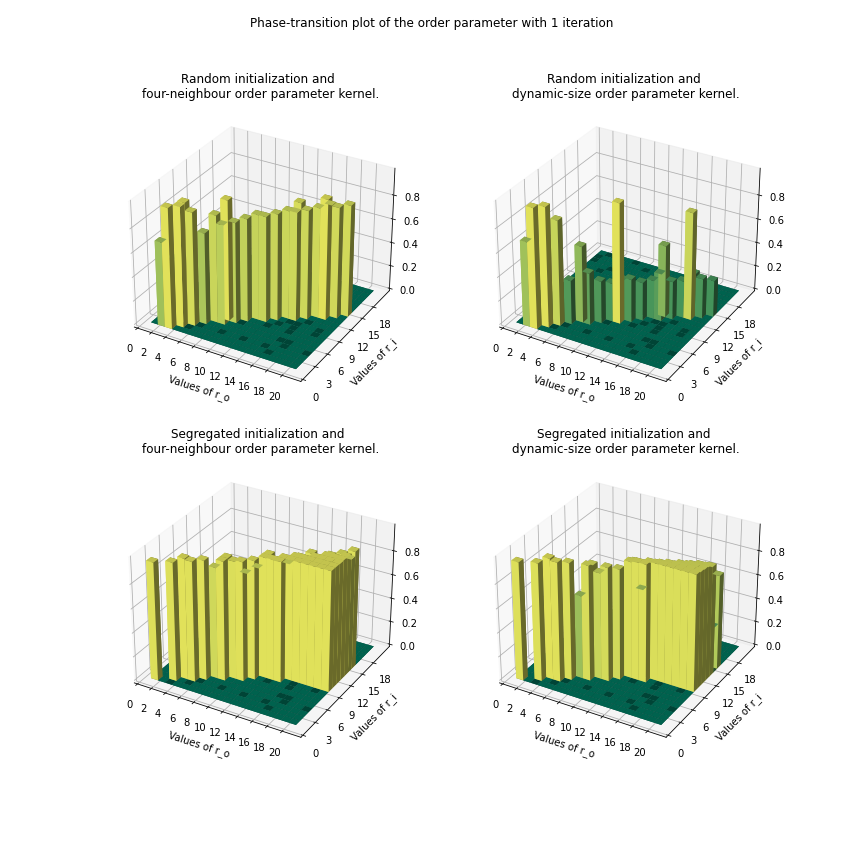 Phase-transition plot of the order parameter with 1 iteration
Random initialization and
four-neighbour order parameter kernel.
0.8
0.6
0.4
0.2
0.0
0 2 4 6 8 10 12 14 16 18 20
Values of r_o
0 3 6 9 12 15 18
Values of r_i
Random initialization and
dynamic-size order parameter kernel.
0.8
0.6
0.4
0.2
0.0
0 2 4 6 8 10 12 14 16 18 20
Values of r_o
0 3 6 9 12 15 18
Values of r_i
Segregated initialization and
four-neighbour order parameter kernel.
0.8
0.6
0.4
0.2
0.0
0 2 4 6 8 10 12 14 16 18 20
Values of r_o
0 3 6 9 12 15 18
Values of r_i
Segregated initialization and
dynamic-size order parameter kernel.
0.8
0.6
0.4
0.2
0.0
0 2 4 6 8 10 12 14 16 18 20
Values of r_o
0 3 6 9 12 15 18
Values of r_i